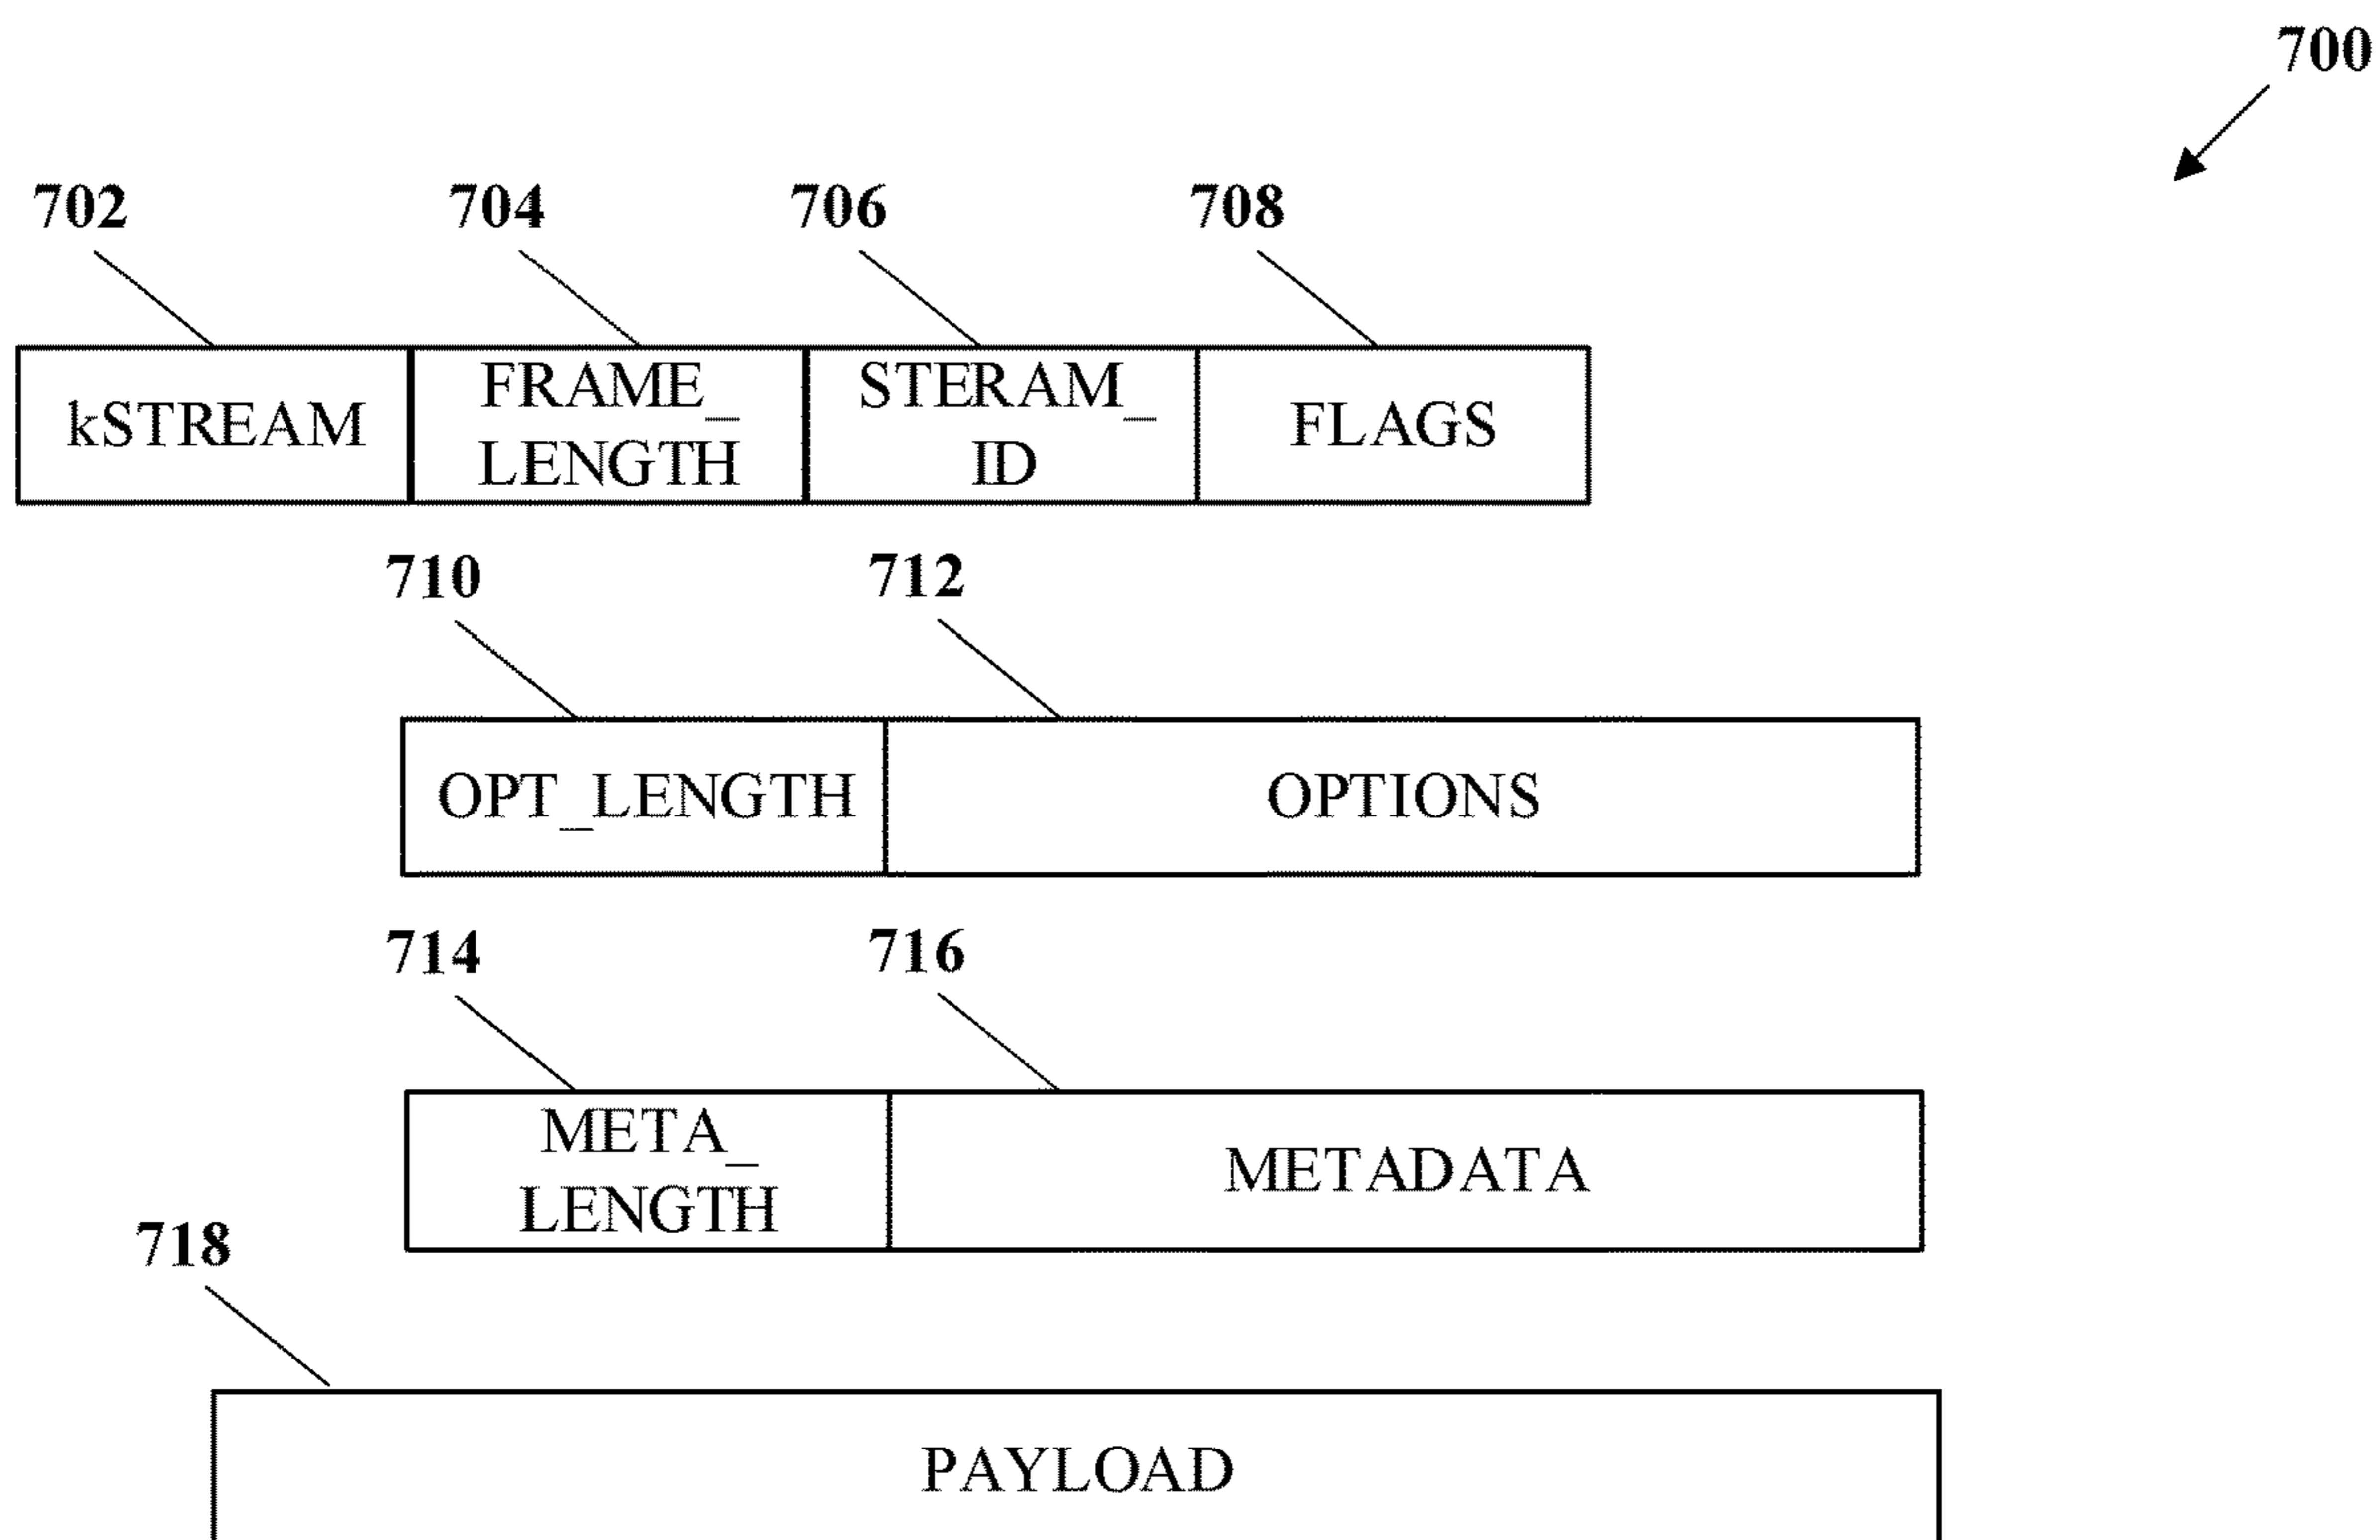 700
702 704 706 708
kSTREAM FRAME_ STERAM_ FLAGS
LENGTH ID
710 712
OPT_LENGTH OPTIONS
714 716
META_ METADATA
LENGTH
718
PAYLOAD